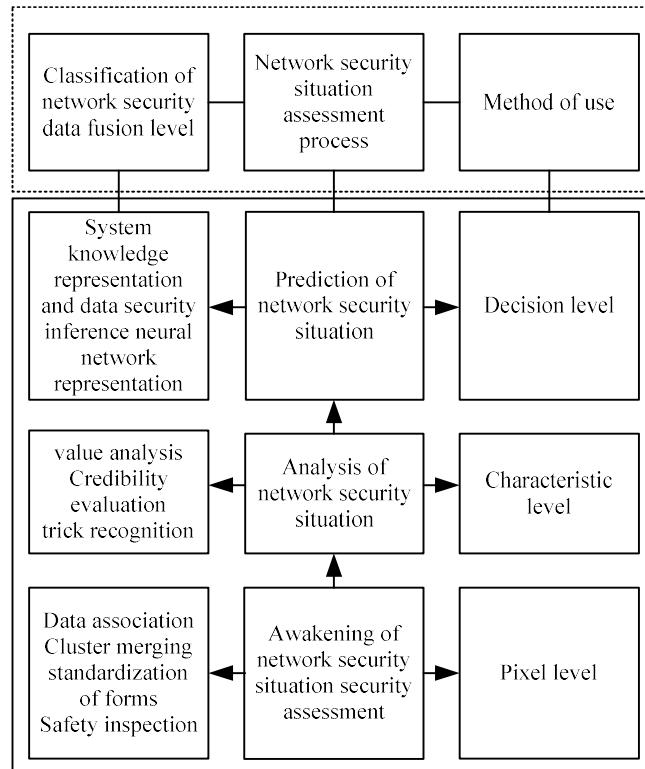 Classification of
network security
data fusion level
Network security
situation
assessment
process
Method of use
System
knowledge
representation
and data security
inference neural
network
representation
Prediction of
network security
situation
Decision level
value analysis
Credibility
evaluation
trick recognition
Analysis of
network security
situation
Characteristic
level
Data association
Cluster merging
standardization
of forms
Safety inspection
Awakening of
network security
situation security
assessment
Pixel level